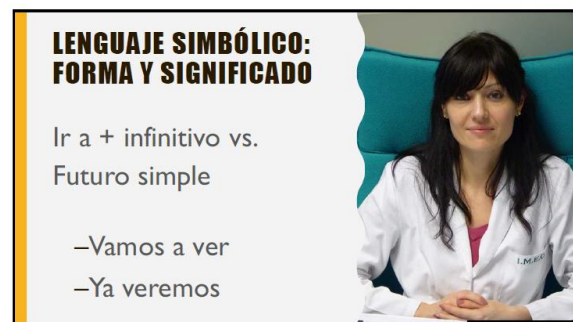 LENGUAJE SIMBÓLICO:
FORMA Y SIGNIFICADO
Ir a + infinitivo vs.
Futuro simple
–Vamos a ver
–Ya veremos